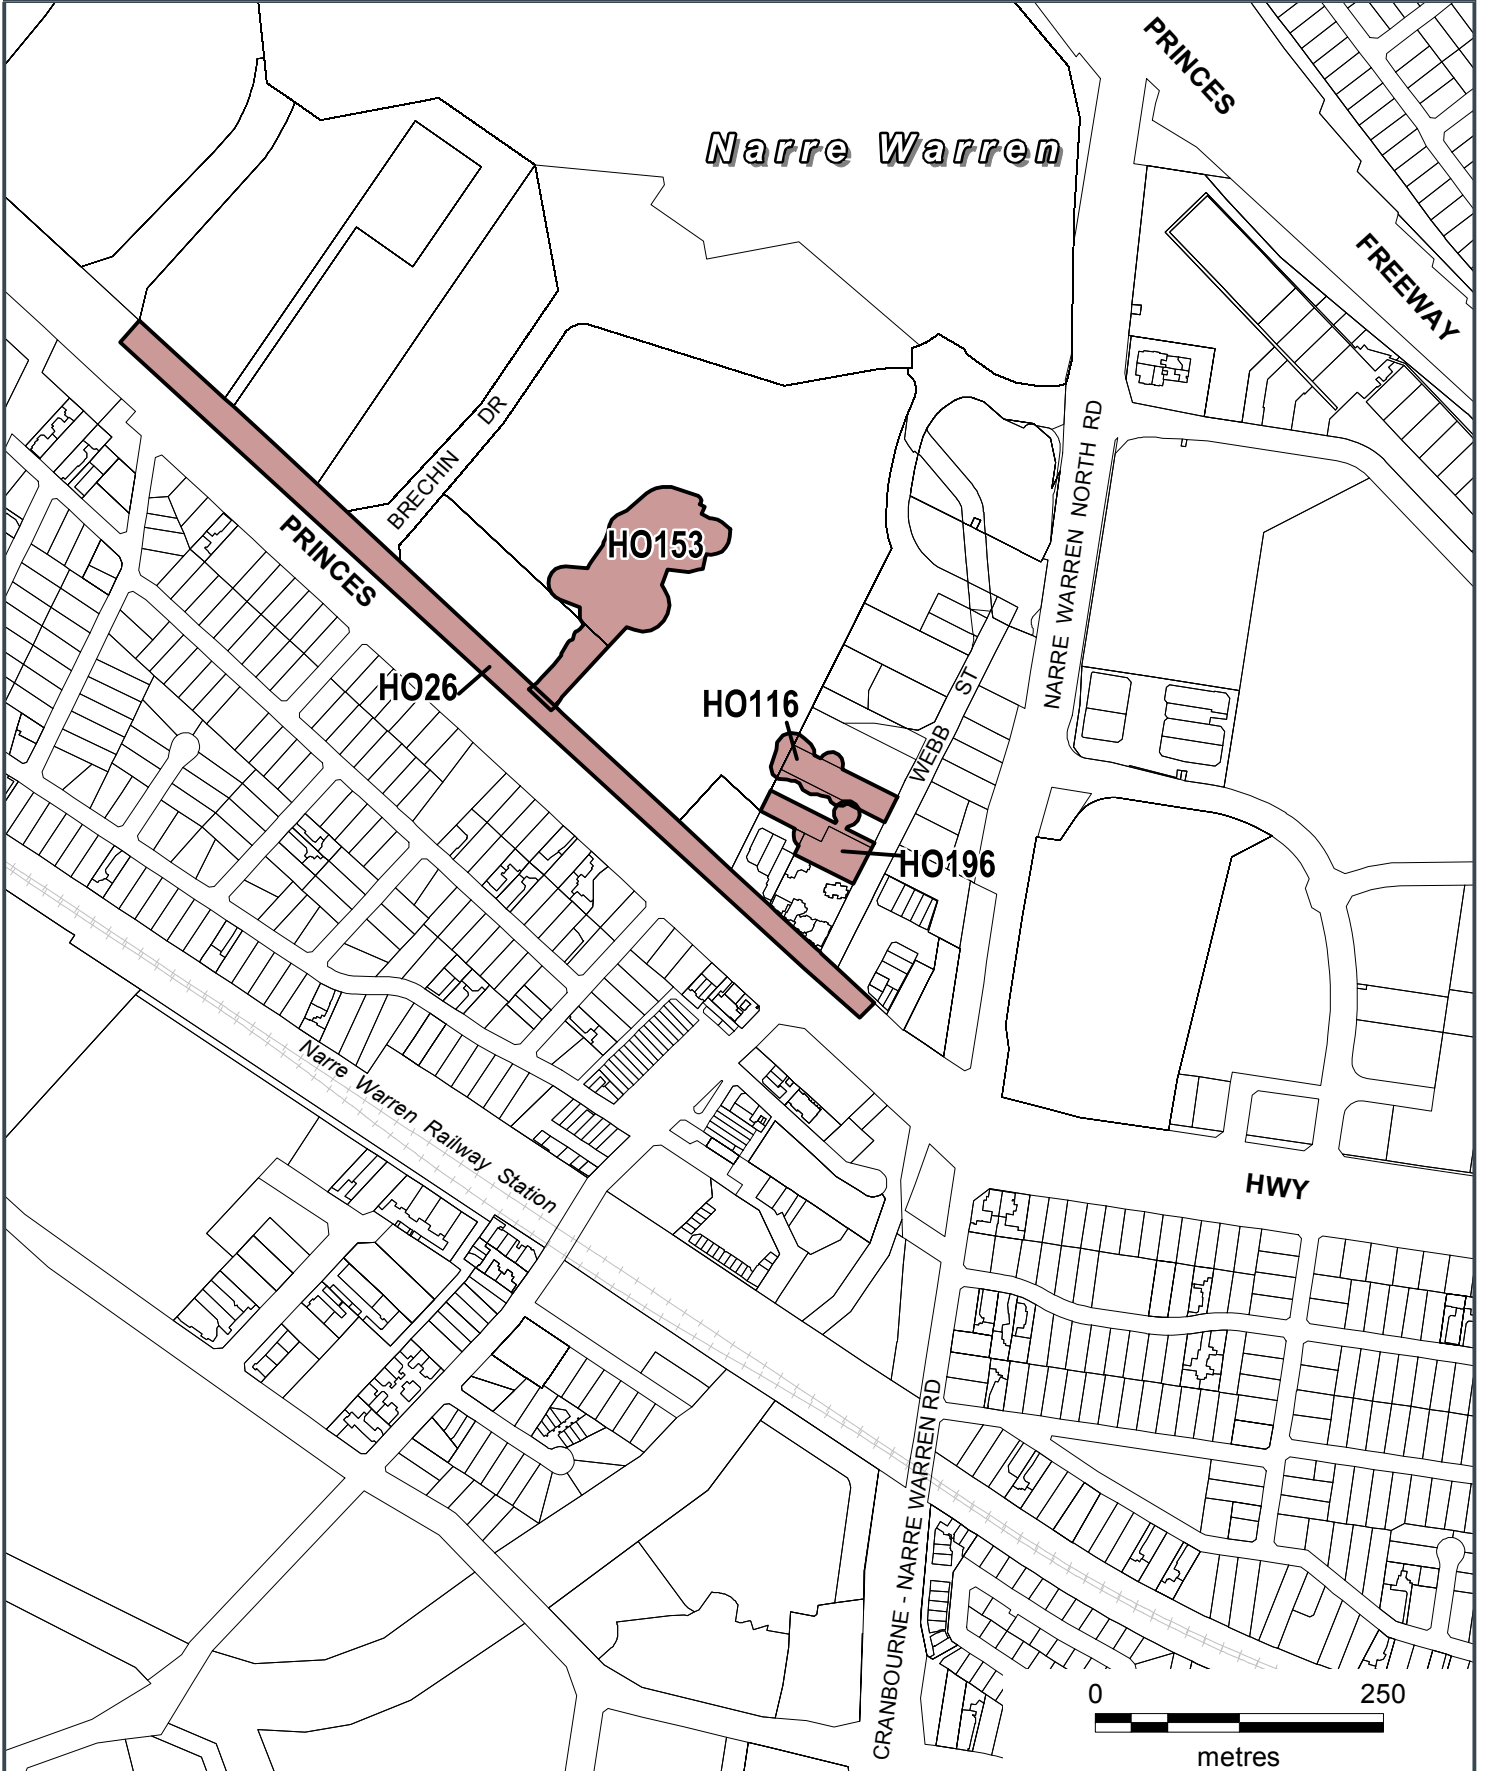 PRINCES
Narre Warren
FREEWAY
BRECHIN DR
NARRE WARREN NORTH RD
PRINCES
HO153
HO26
HO116
WEBB ST
HO196
Narre Warren Railway Station
HWY
CRANBOURNE - NARRE WARREN RD
0 250
metres